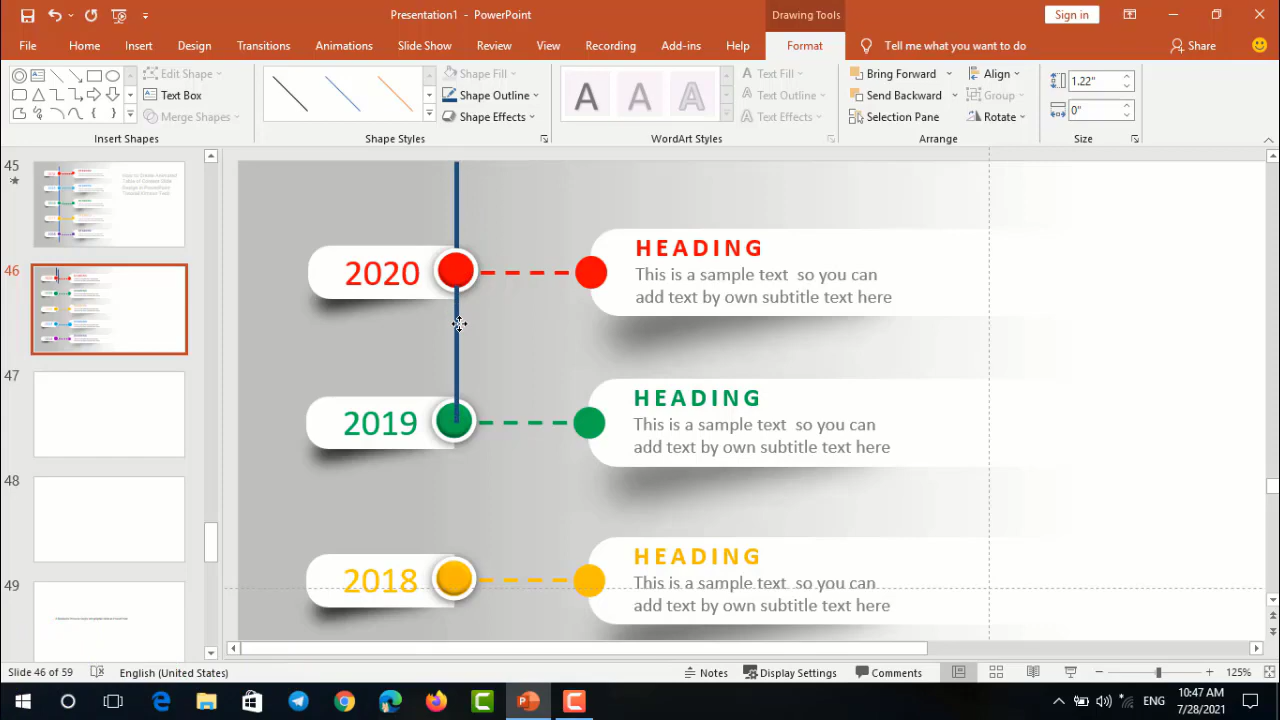 Presentation1 - PowerPoint
Drawing Tools
Sign in
File
Home
Insert
Design
Transitions
Animations
Slide Show
Review
View
Recording
Add-ins
Help
Format
Tell me what you want to do
Share
Edit Shape
Text Box
Merge Shapes
Insert Shapes
Shape Fill
Shape Outline
Shape Effects
Shape Styles
A A A
Text Fill
Text Outline
Text Effects
WordArt Styles
Bring Forward
Send Backward
Selection Pane
Align
Group
Rotate
Arrange
1.22"
0"
Size
45
46
47
48
49
2020
HEADING
This is a sample text so you can
add text by own subtitle text here
2019
HEADING
This is a sample text so you can
add text by own subtitle text here
2018
HEADING
This is a sample text so you can
add text by own subtitle text here
Slide 46 of 59
English (United States)
Notes
Display Settings
Comments
125%
ENG
10:47 AM
7/28/2021